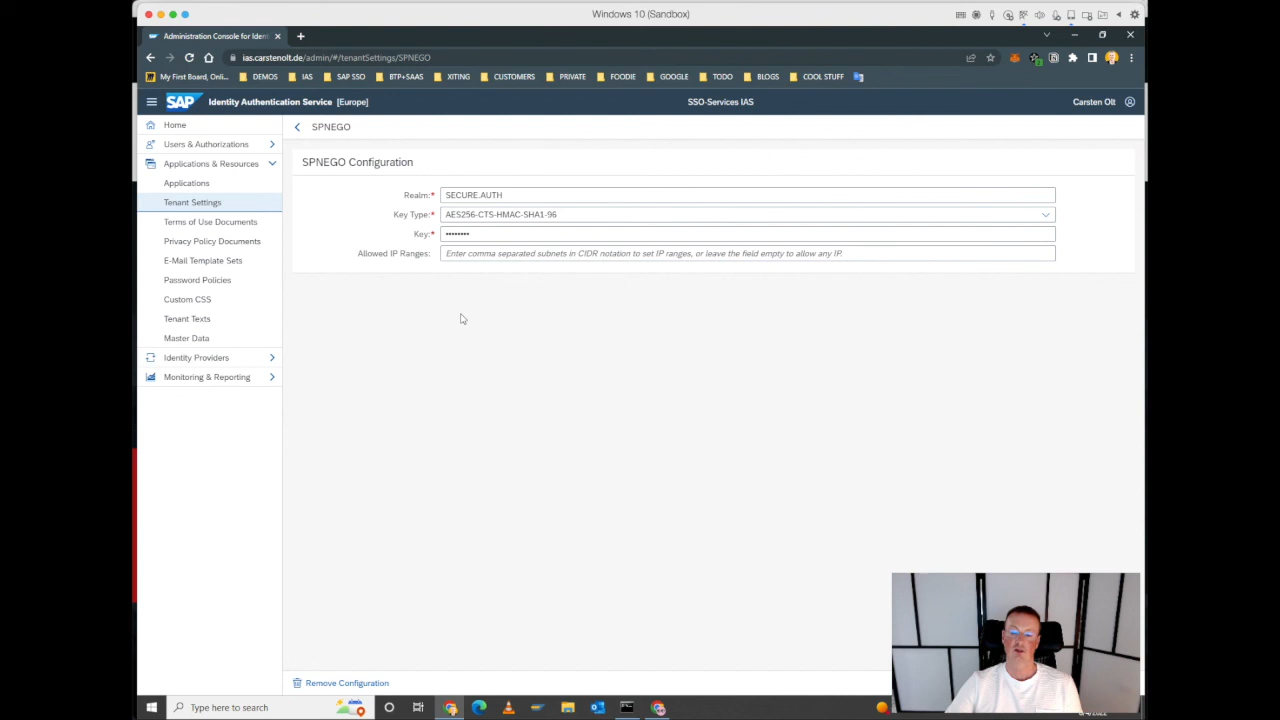 Windows 10 (Sandbox)
Administration Console for Ident
ias.carstenolt.de/admin/#/tenantSettings/SPNEGO
My First Board, Onli... DEMOS IAS SAP SSO BTP+SAAS XITING CUSTOMERS PRIVATE FOODIE GOOGLE TODO BLOGS COOL STUFF
SAP Identity Authentication Service [Europe] SSO-Services IAS Carsten Olt
Home
Users & Authorizations
Applications & Resources
Applications
Tenant Settings
Terms of Use Documents
Privacy Policy Documents
E-Mail Template Sets
Password Policies
Custom CSS
Tenant Texts
Master Data
Identity Providers
Monitoring & Reporting
SPNEGO
SPNEGO Configuration
Realm:* SECURE.AUTH
Key Type:* AES256-CTS-HMAC-SHA1-96
Key:* ••••••••
Allowed IP Ranges: Enter comma separated subnets in CIDR notation to set IP ranges, or leave the field empty to allow any IP.
Remove Configuration
Type here to search